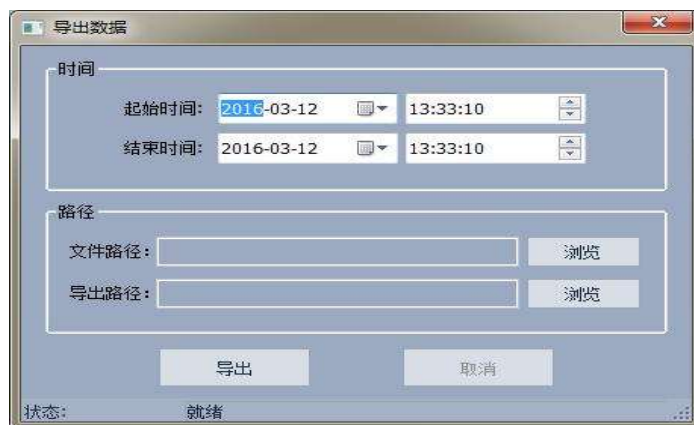 导出数据
时间
起始时间: 2016-03-12 13:33:10
结束时间: 2016-03-12 13:33:10
路径
文件路径: 浏览
导出路径: 浏览
导出 取消
状态: 就绪